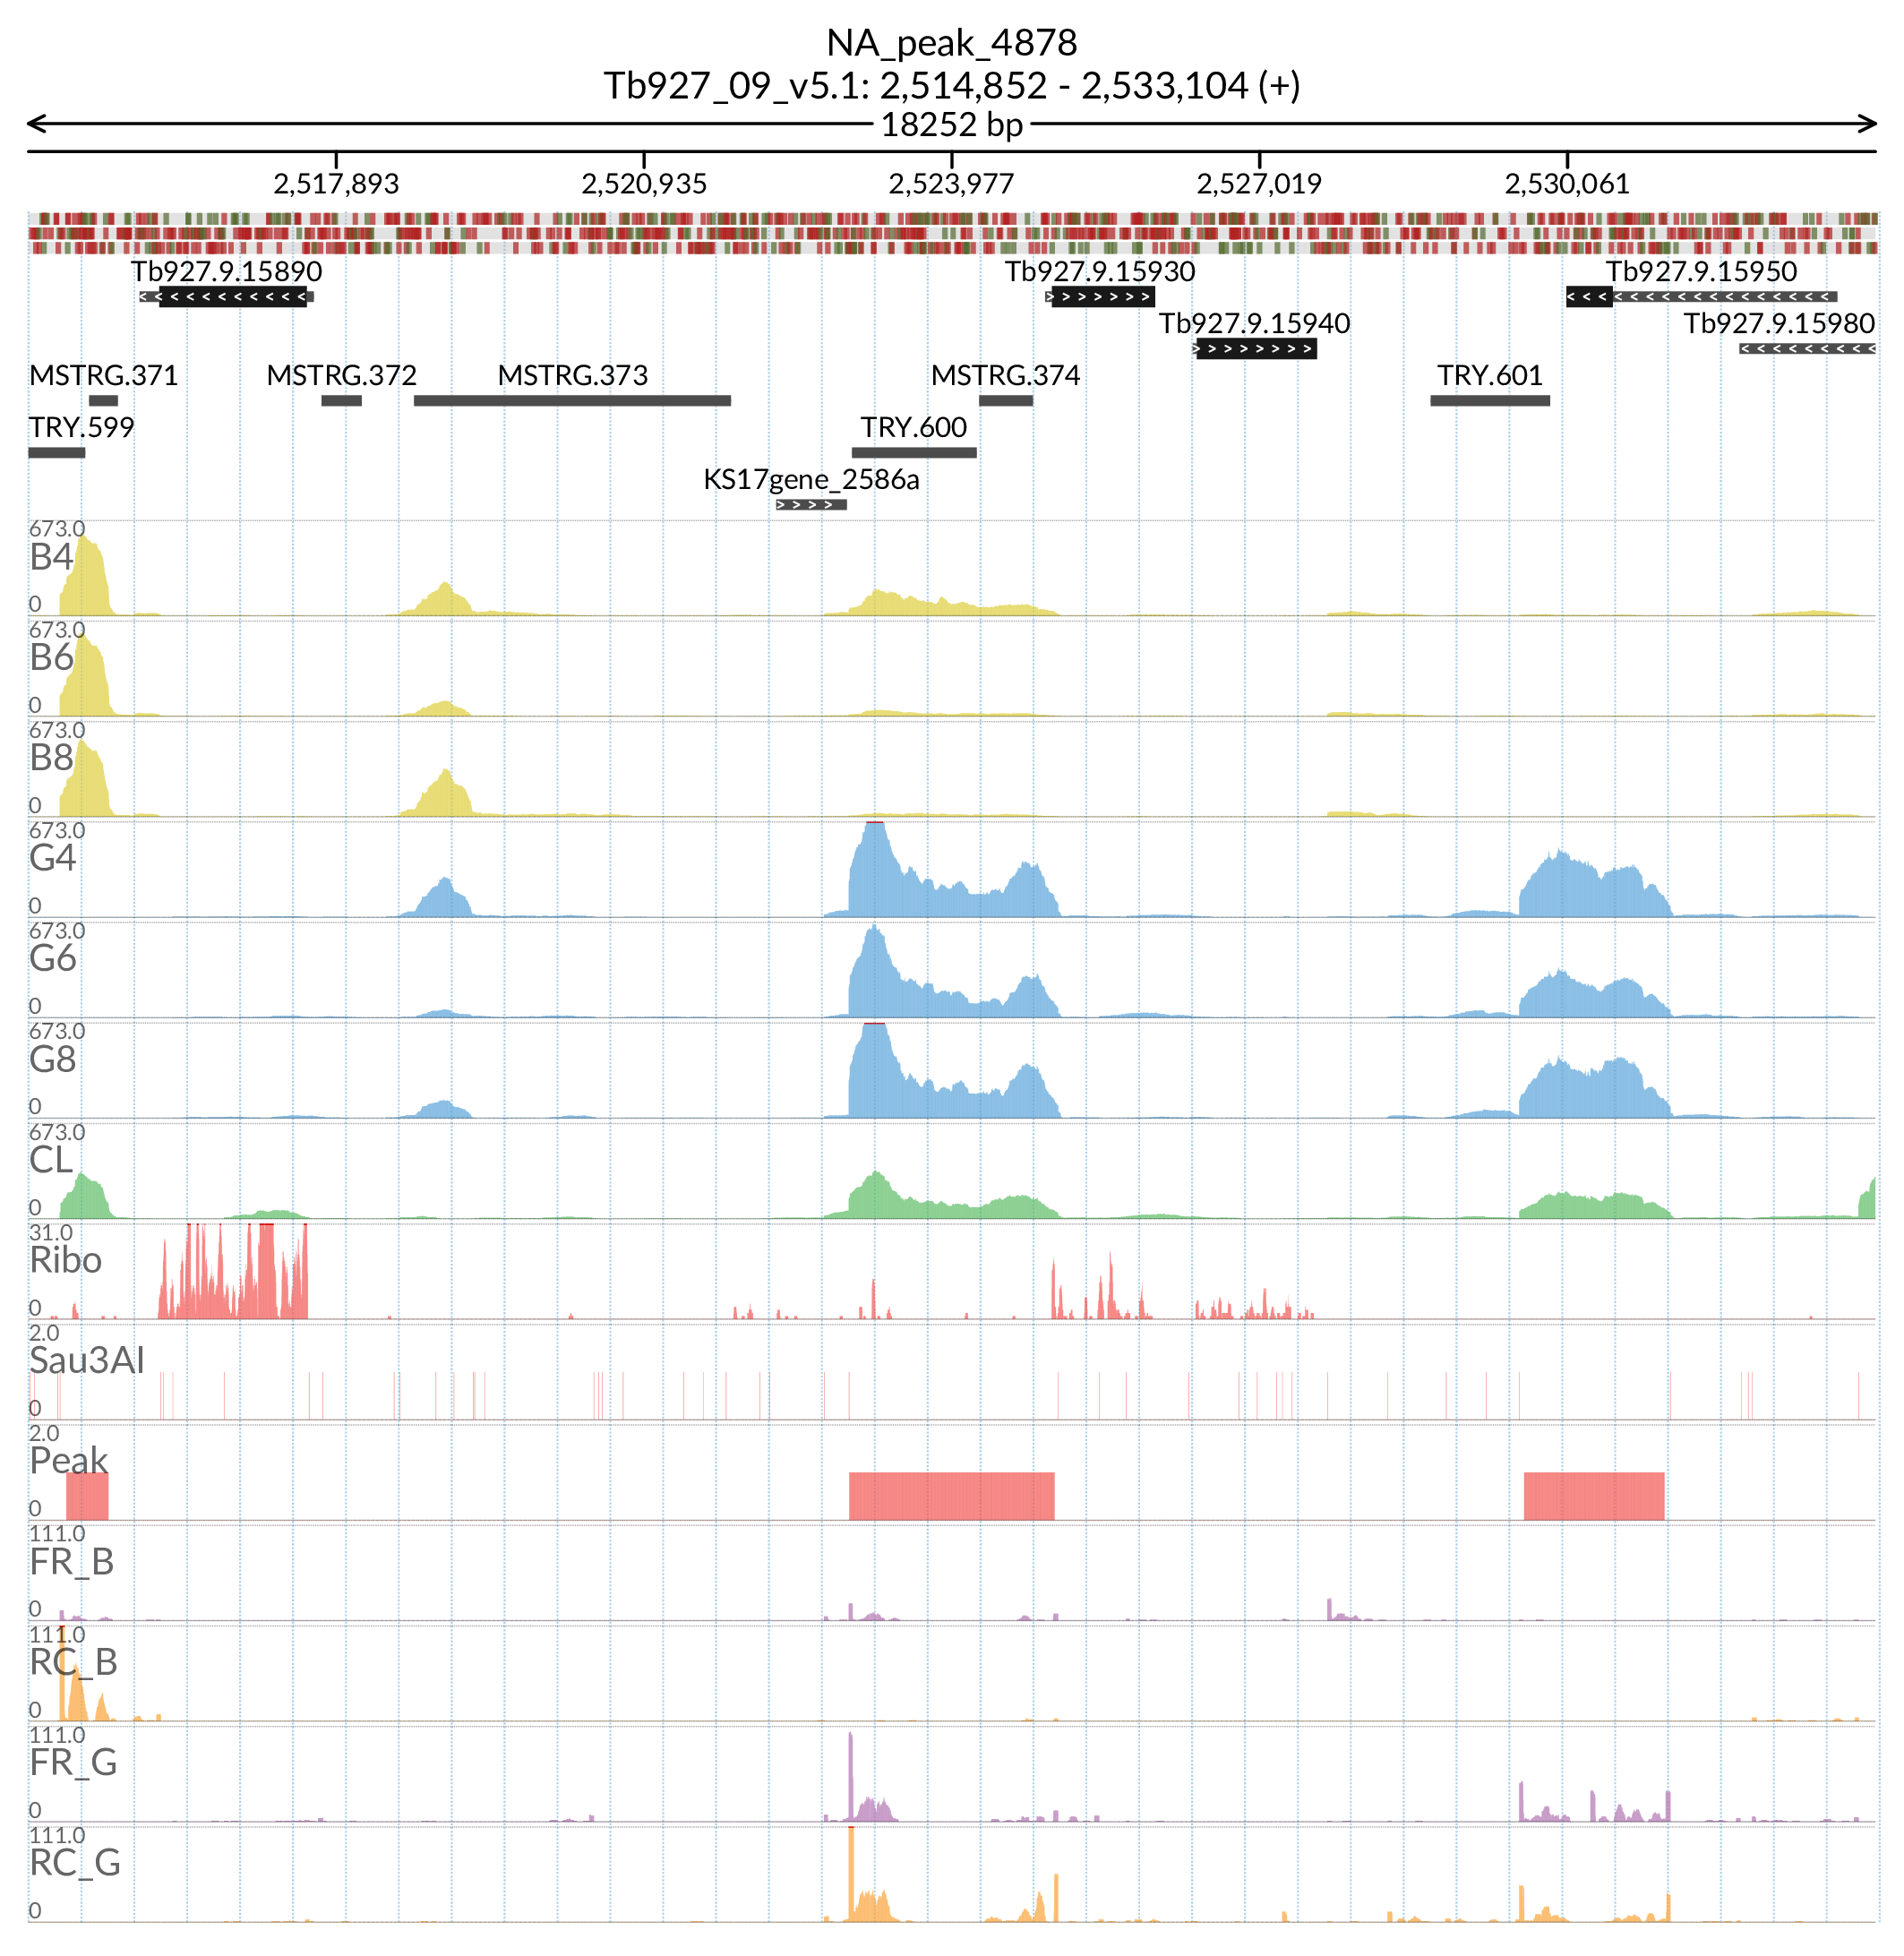 NA_peak_4878
Tb927_09_v5.1: 2,514,852 - 2,533,104 (+)
18252 bp
2,517,893 2,520,935 2,523,977 2,527,019 2,530,061
Tb927.9.15890 Tb927.9.15930 Tb927.9.15950
Tb927.9.15940 Tb927.9.15980
MSTRG.371 MSTRG.372 MSTRG.373 MSTRG.374 TRY.601
TRY.599 TRY.600
KS17gene_2586a
673.0
B4
0
673.0
B6
0
673.0
B8
0
673.0
G4
0
673.0
G6
0
673.0
G8
0
673.0
CL
0
31.0
Ribo
0
2.0
Sau3AI
0
2.0
Peak
0
111.0
FR_B
0
111.0
RC_B
0
111.0
FR_G
0
111.0
RC_G
0